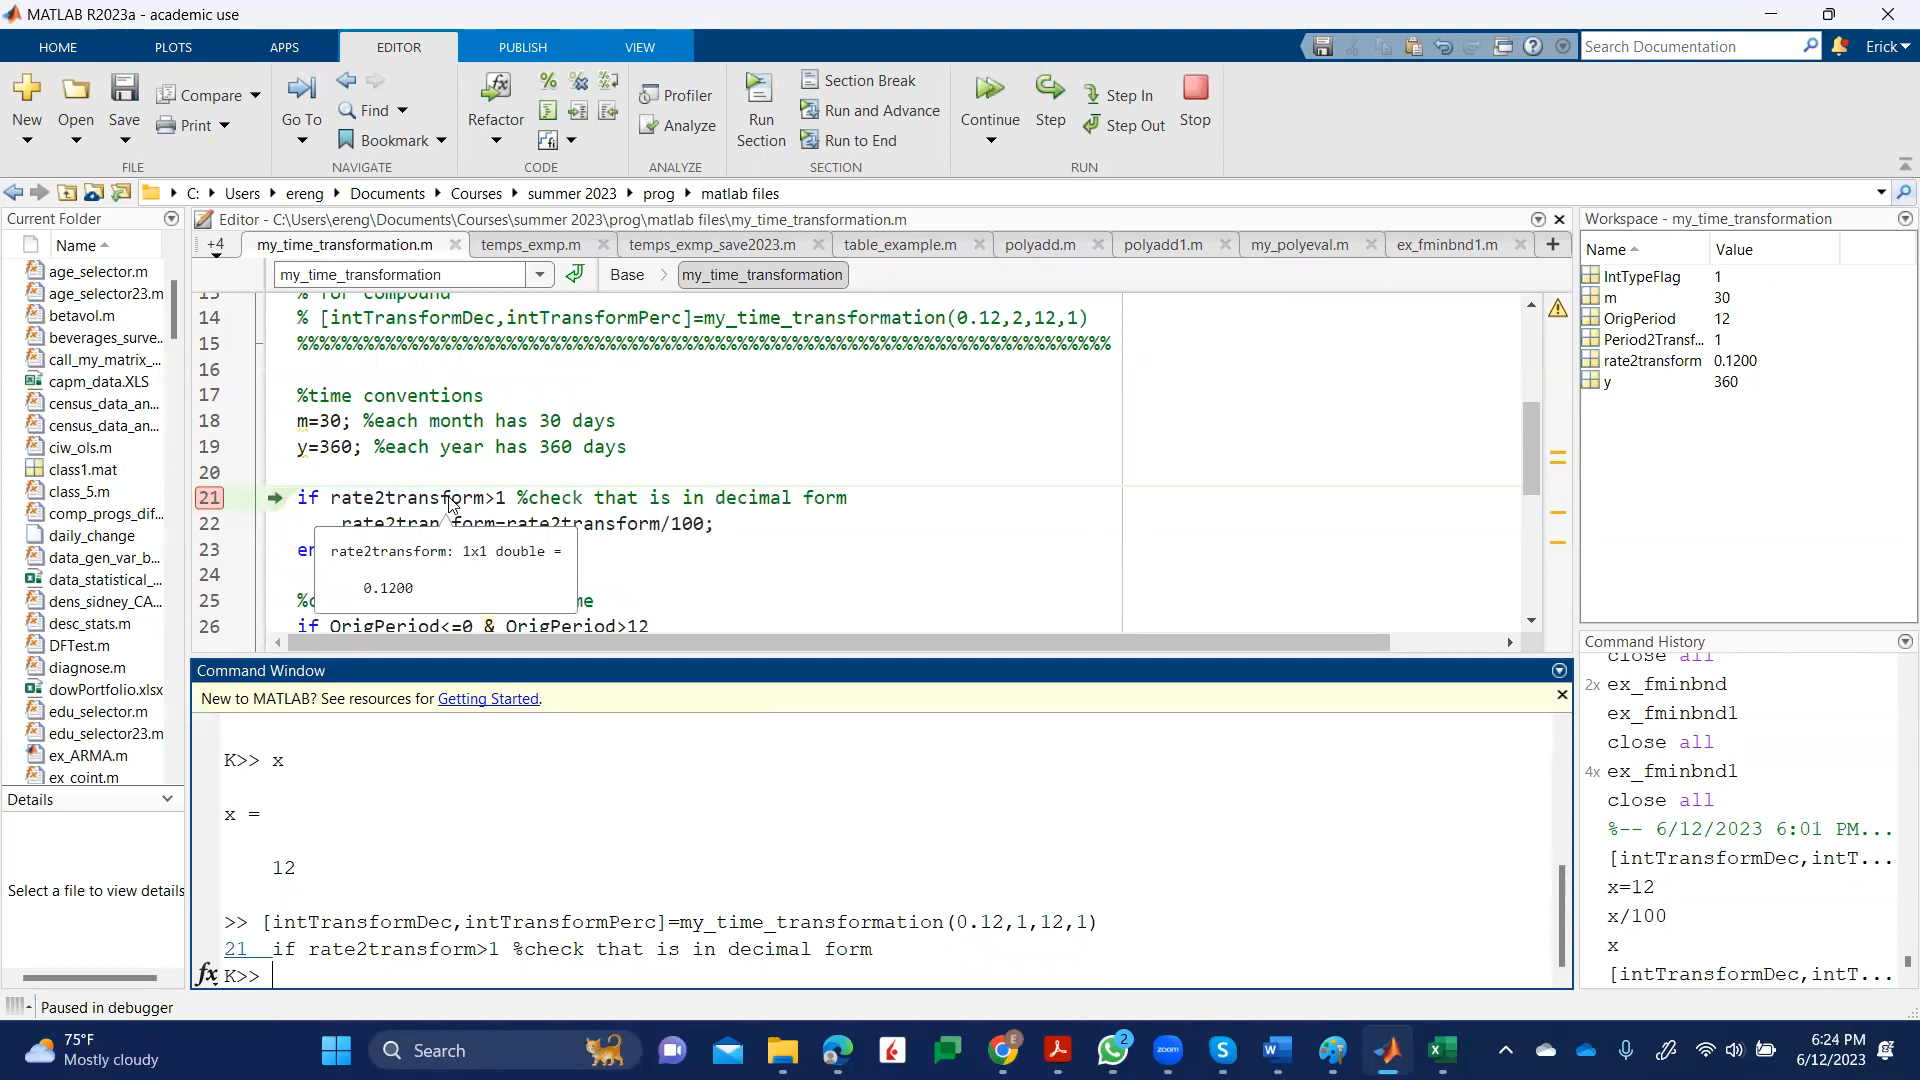 MATLAB R2023a - academic use
HOME PLOTS APPS EDITOR PUBLISH VIEW
Search Documentation
Erick
New Open Save Compare Print
Go To Find Bookmark
Refactor
Profiler Analyze
Run Section
Section Break
Run and Advance
Run to End
Continue Step Step In Step Out Stop
FILE NAVIGATE CODE ANALYZE SECTION RUN
C: Users ereng Documents Courses summer 2023 prog matlab files
Current Folder
Name
age_selector.m
age_selector23.m
betavol.m
beverages_surve...
call_my_matrix_...
capm_data.XLS
census_data_an...
census_data_an...
ciw_ols.m
class1.mat
class_5.m
comp_progs_dif...
daily_change
data_gen_var_b...
data_statistical_...
dens_sidney_CA...
desc_stats.m
DFTest.m
diagnose.m
dowPortfolio.xlsx
edu_selector.m
edu_selector23.m
ex_ARMA.m
ex_coint.m
Details
Select a file to view details
Editor - C:\Users\ereng\Documents\Courses\summer 2023\prog\matlab files\my_time_transformation.m
+4 my_time_transformation.m temps_exmp.m temps_exmp_save2023.m table_example.m polyadd.m polyadd1.m my_polyeval.m ex_fminbnd1.m
my_time_transformation Base my_time_transformation
13 % for compound
14 % [intTransformDec,intTransformPerc]=my_time_transformation(0.12,2,12,1)
15 %%%%%%%%%%%%%%%%%%%%%%%%%%%%%%%%%%%%%%%%%%%%%%%%%%%%%%%%%%%%%%%%%%%%%%%%%%%%
16
17 %time conventions
18 m=30; %each month has 30 days
19 y=360; %each year has 360 days
20
21 if rate2transform>1 %check that is in decimal form
22 rate2transform=rate2transform/100;
23
rate2transform: 1x1 double =
24
0.1200
25
26 if OrigPeriod<=0 & OrigPeriod>12
Command Window
New to MATLAB? See resources for Getting Started.
K>> x
x =
12
>> [intTransformDec,intTransformPerc]=my_time_transformation(0.12,1,12,1)
21 if rate2transform>1 %check that is in decimal form
fx K>>
Workspace - my_time_transformation
Name Value
IntTypeFlag 1
m 30
OrigPeriod 12
Period2Transf... 1
rate2transform 0.1200
y 360
Command History
close all
2x ex_fminbnd
ex_fminbnd1
close all
4x ex_fminbnd1
close all
%-- 6/12/2023 6:01 PM...
[intTransformDec,intT...
x=12
x/100
x
[intTransformDec,intT...
Paused in debugger
75°F
Mostly cloudy
Search
zoom
2
6:24 PM
6/12/2023